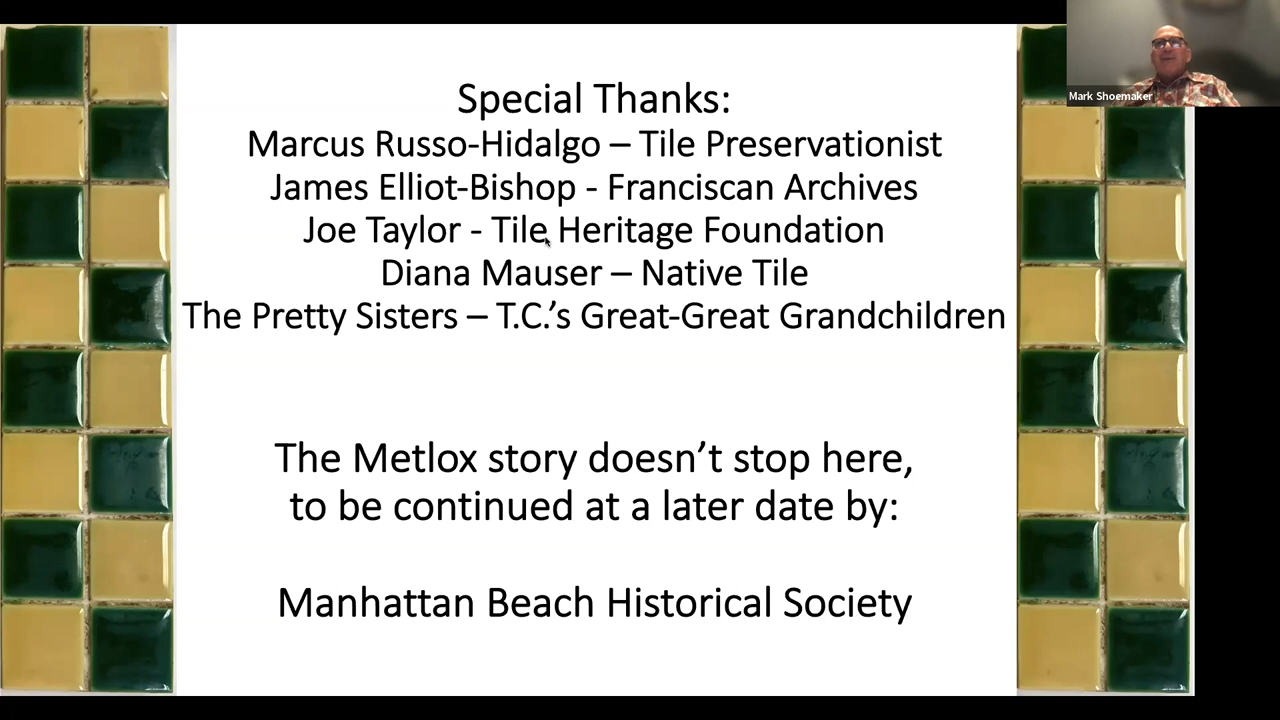 Special Thanks:
Marcus Russo-Hidalgo – Tile Preservationist
James Elliot-Bishop - Franciscan Archives
Joe Taylor - Tile Heritage Foundation
Diana Mauser – Native Tile
The Pretty Sisters – T.C.’s Great-Great Grandchildren
The Metlox story doesn’t stop here,
to be continued at a later date by:
Manhattan Beach Historical Society
Mark Shoemaker